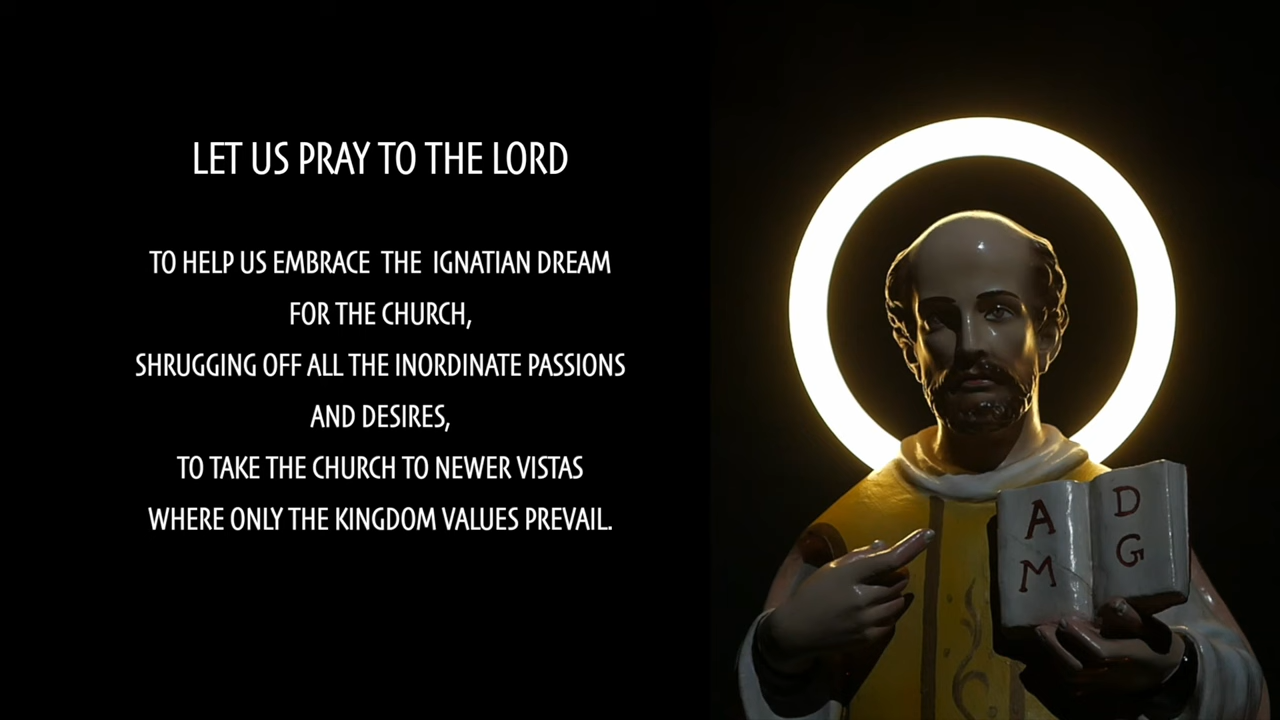 LET US PRAY TO THE LORD
TO HELP US EMBRACE THE IGNATIAN DREAM
FOR THE CHURCH,
SHRUGGING OFF ALL THE INORDINATE PASSIONS
AND DESIRES,
TO TAKE THE CHURCH TO NEWER VISTAS
WHERE ONLY THE KINGDOM VALUES PREVAIL.
A D
M G